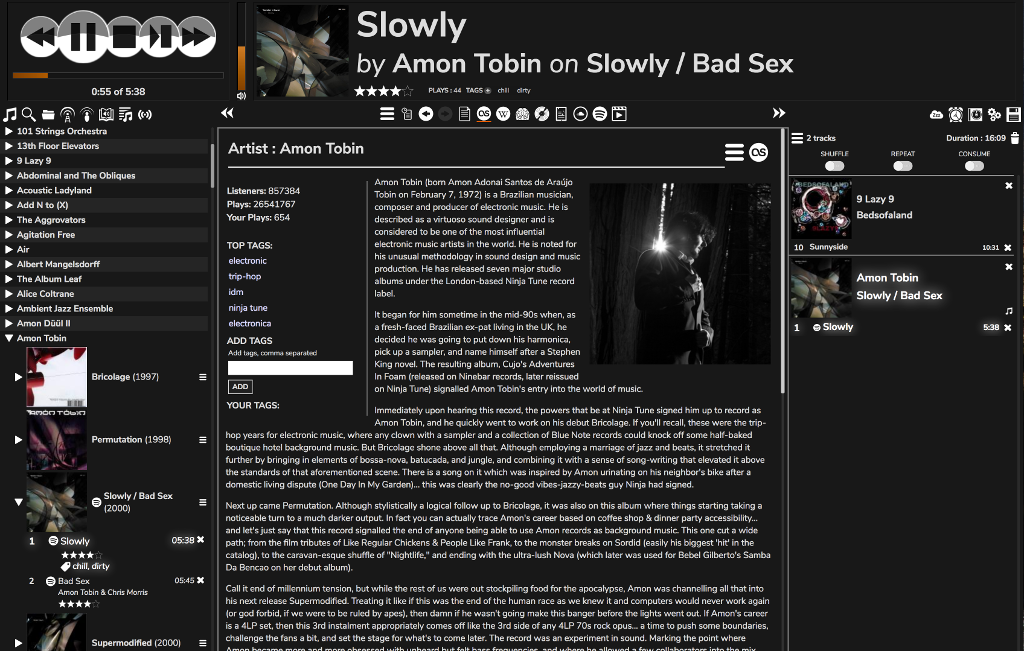 Slowly
by Amon Tobin on Slowly / Bad Sex
PLAYS : 44 TAGS chill dirty
0:55 of 5:38
101 Strings Orchestra
13th Floor Elevators
9 Lazy 9
Abdominal and The Obliques
Acoustic Ladyland
Add N to (X)
The Aggrovators
Agitation Free
Air
Albert Mangelsdorff
The Album Leaf
Alice Coltrane
Ambient Jazz Ensemble
Amon Düül II
Amon Tobin
Bricolage (1997)
AMON TOBIN
Permutation (1998)
Slowly / Bad Sex
(2000)
1 Slowly 05:38
chill, dirty
2 Bad Sex 05:45
Amon Tobin & Chris Morris
Supermodified (2000)
Artist : Amon Tobin
Listeners: 857384
Plays: 26541767
Your Plays: 654
TOP TAGS:
electronic
trip-hop
idm
ninja tune
electronica
ADD TAGS
Add tags, comma separated
ADD
YOUR TAGS:
Amon Tobin (born Amon Adonai Santos de Araújo
Tobin on February 7, 1972) is a Brazilian musician,
composer and producer of electronic music. He is
described as a virtuoso sound designer and is
considered to be one of the most influential
electronic music artists in the world. He is noted for
his unusual methodology in sound design and music
production. He has released seven major studio
albums under the London-based Ninja Tune record
label.
It began for him sometime in the mid-90s when, as
a fresh-faced Brazilian ex-pat living in the UK, he
decided he was going to put down his harmonica,
pick up a sampler, and name himself after a Stephen
King novel. The resulting album, Cujo's Adventures
In Foam (released on Ninebar records, later reissued
on Ninja Tune) signalled Amon Tobin's entry into the world of music.
Immediately upon hearing this record, the powers that be at Ninja Tune signed him up to record as
Amon Tobin, and he quickly went to work on his debut Bricolage. If you'll recall, these were the trip-
hop years for electronic music, where any clown with a sampler and a collection of Blue Note records could knock off some half-baked
boutique hotel background music. But Bricolage shone above all that. Although employing a marriage of jazz and beats, it stretched it
further by bringing in elements of bossa-nova, batucada, and jungle, and combining it with a sense of song-writing that elevated it above
the standards of that aforementioned scene. There is a song on it which was inspired by Amon urinating on his neighbor's bike after a
domestic living dispute (One Day In My Garden)... this was clearly the no-good vibes-jazzy-beats guy Ninja had signed.
Next up came Permutation. Although stylistically a logical follow up to Bricolage, it was also on this album where things starting taking a
noticeable turn to a much darker output. In fact you can actually trace Amon's career based on coffee shop & dinner party accessibility...
and let's just say that this record signalled the end of anyone being able to use Amon records as background music. This one cut a wide
path; from the film tributes of Like Regular Chickens & People Like Frank, to the monster breaks on Sordid (easily his biggest 'hit' in the
catalog), to the caravan-esque shuffle of "Nightlife," and ending with the ultra-lush Nova (which later was used for Bebel Gilberto's Samba
Da Bencao on her debut album).
Call it end of millennium tension, but while the rest of us were out stockpiling food for the apocalypse, Amon was channelling all that into
his next release Supermodified. Treating it like if this was the end of the human race as we knew it and computers would never work again
(or god forbid, if we were to be ruled by apes), then damn if he wasn't going make this banger before the lights went out. If Amon's career
is a 4LP set, then this 3rd instalment appropriately comes off like the 3rd side of any 4LP 70s rock opus... a time to push some boundaries,
challenge the fans a bit, and set the stage for what's to come later. The record was an experiment in sound. Marking the point where
Amon became more and more obsessed with unheard but felt bass frequencies, and where he allowed a few collaborators into the mix
2 tracks Duration : 16:09
SHUFFLE REPEAT CONSUME
BEDSOFALAND
9 Lazy 9
Bedsofaland
10 Sunnyside 10:31
Amon Tobin
Slowly / Bad Sex
1 Slowly 5:38